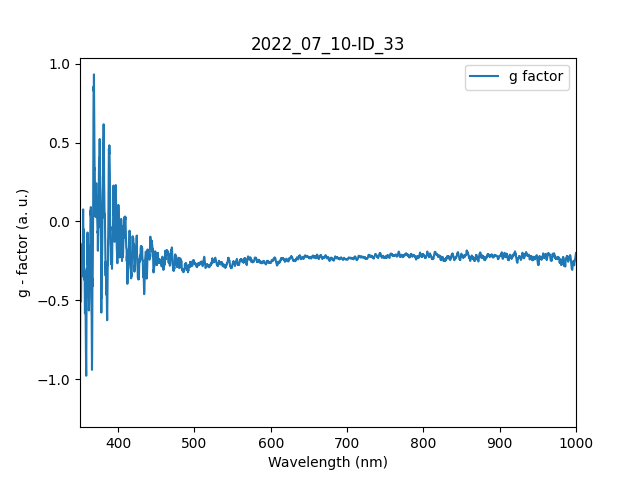 2022_07_10-ID_33
g factor
1.0
0.5
0.0
−0.5
−1.0
g - factor (a. u.)
400 500 600 700 800 900 1000
Wavelength (nm)